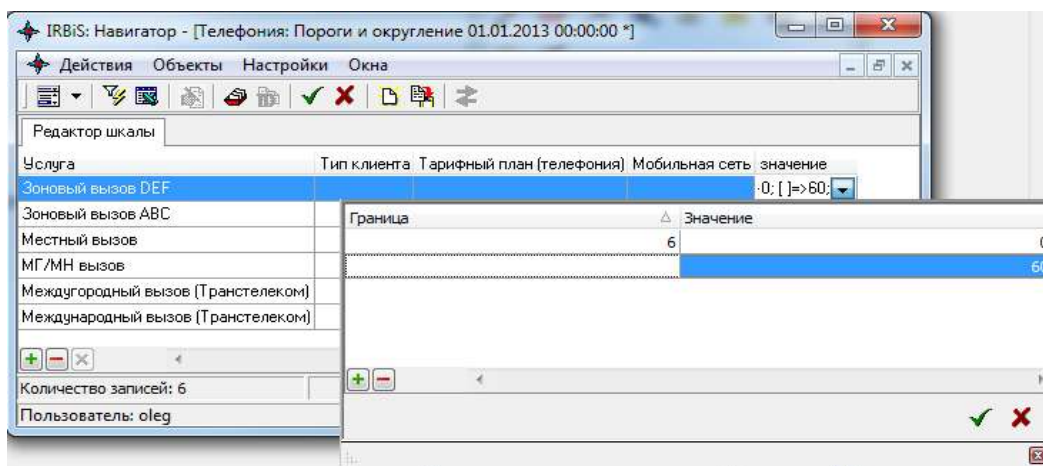 IRBiS: Навигатор - [Телефония: Пороги и округление 01.01.2013 00:00:00 *]
Действия Объекты Настройки Окна
Редактор шкалы
Услуга Тип клиента Тарифный план (телефония) Мобильная сеть значение
Зоновый вызов DEF 0; [ ]=>60;
Зоновый вызов ABC
Граница Значение
Местный вызов 6 0
МГ/МН вызов 60
Междугородный вызов (Транстелеком)
Международный вызов (Транстелеком)
Количество записей: 6
Пользователь: oleg